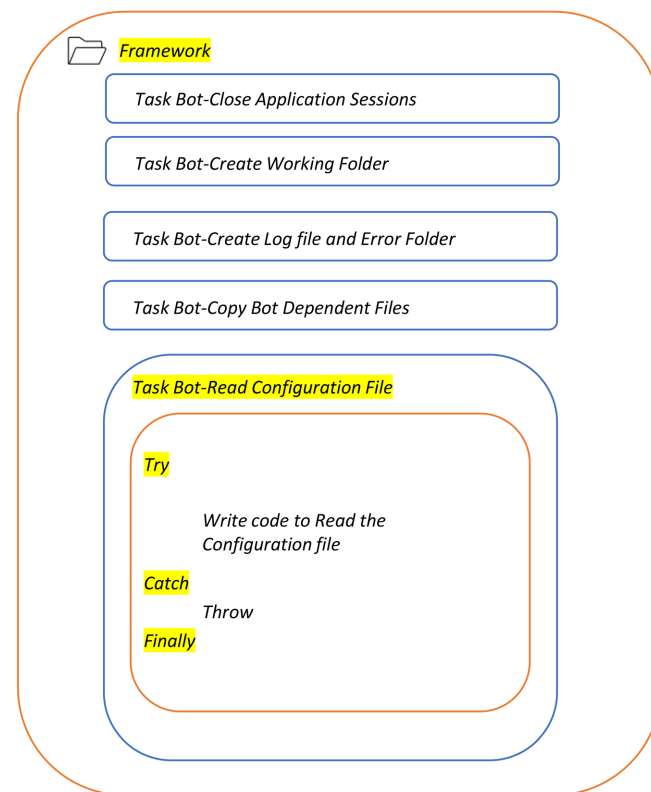 Framework
Task Bot-Close Application Sessions
Task Bot-Create Working Folder
Task Bot-Create Log file and Error Folder
Task Bot-Copy Bot Dependent Files
Task Bot-Read Configuration File
Try
Write code to Read the
Configuration file
Catch
Throw
Finally